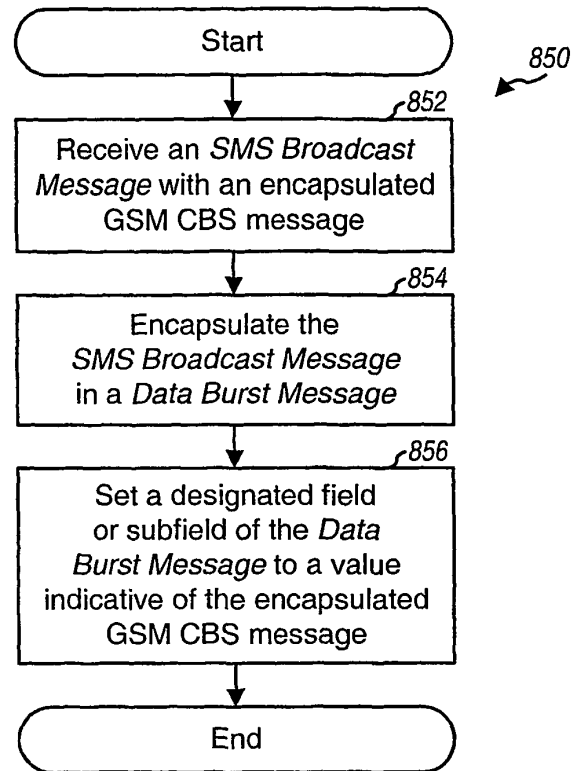 Start
850
852
Receive an SMS Broadcast
Message with an encapsulated
GSM CBS message
854
Encapsulate the
SMS Broadcast Message
in a Data Burst Message
856
Set a designated field
or subfield of the Data
Burst Message to a value
indicative of the encapsulated
GSM CBS message
End